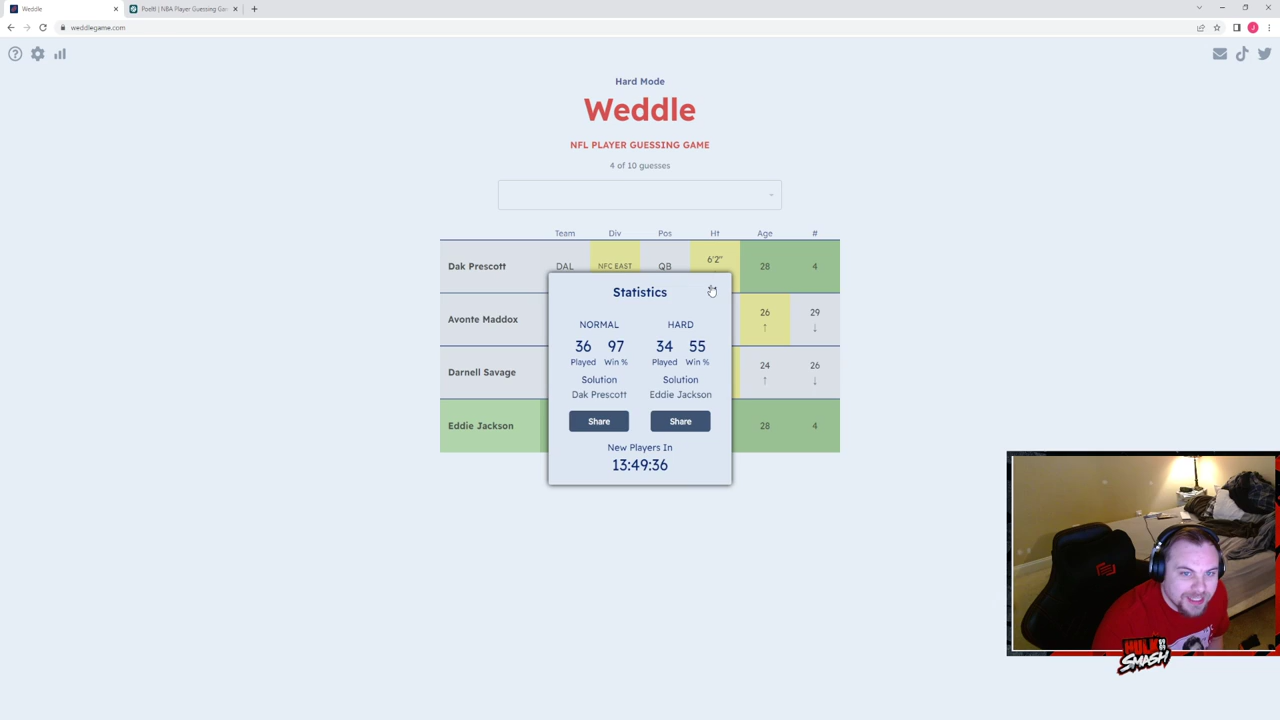 Weddle
Poeltl | NBA Player Guessing Ga
weddlegame.com
J
Hard Mode
Weddle
NFL PLAYER GUESSING GAME
4 of 10 guesses
Team Div Pos Ht Age #
Dak Prescott DAL NFC EAST QB 6'2" 28 4
Avonte Maddox 26 ↑ 29 ↓
Darnell Savage 24 ↑ 26 ↓
Eddie Jackson 28 4
Statistics
NORMAL HARD
36 97 34 55
Played Win % Played Win %
Solution Solution
Dak Prescott Eddie Jackson
Share Share
New Players In
13:49:36
HULK
SMASH